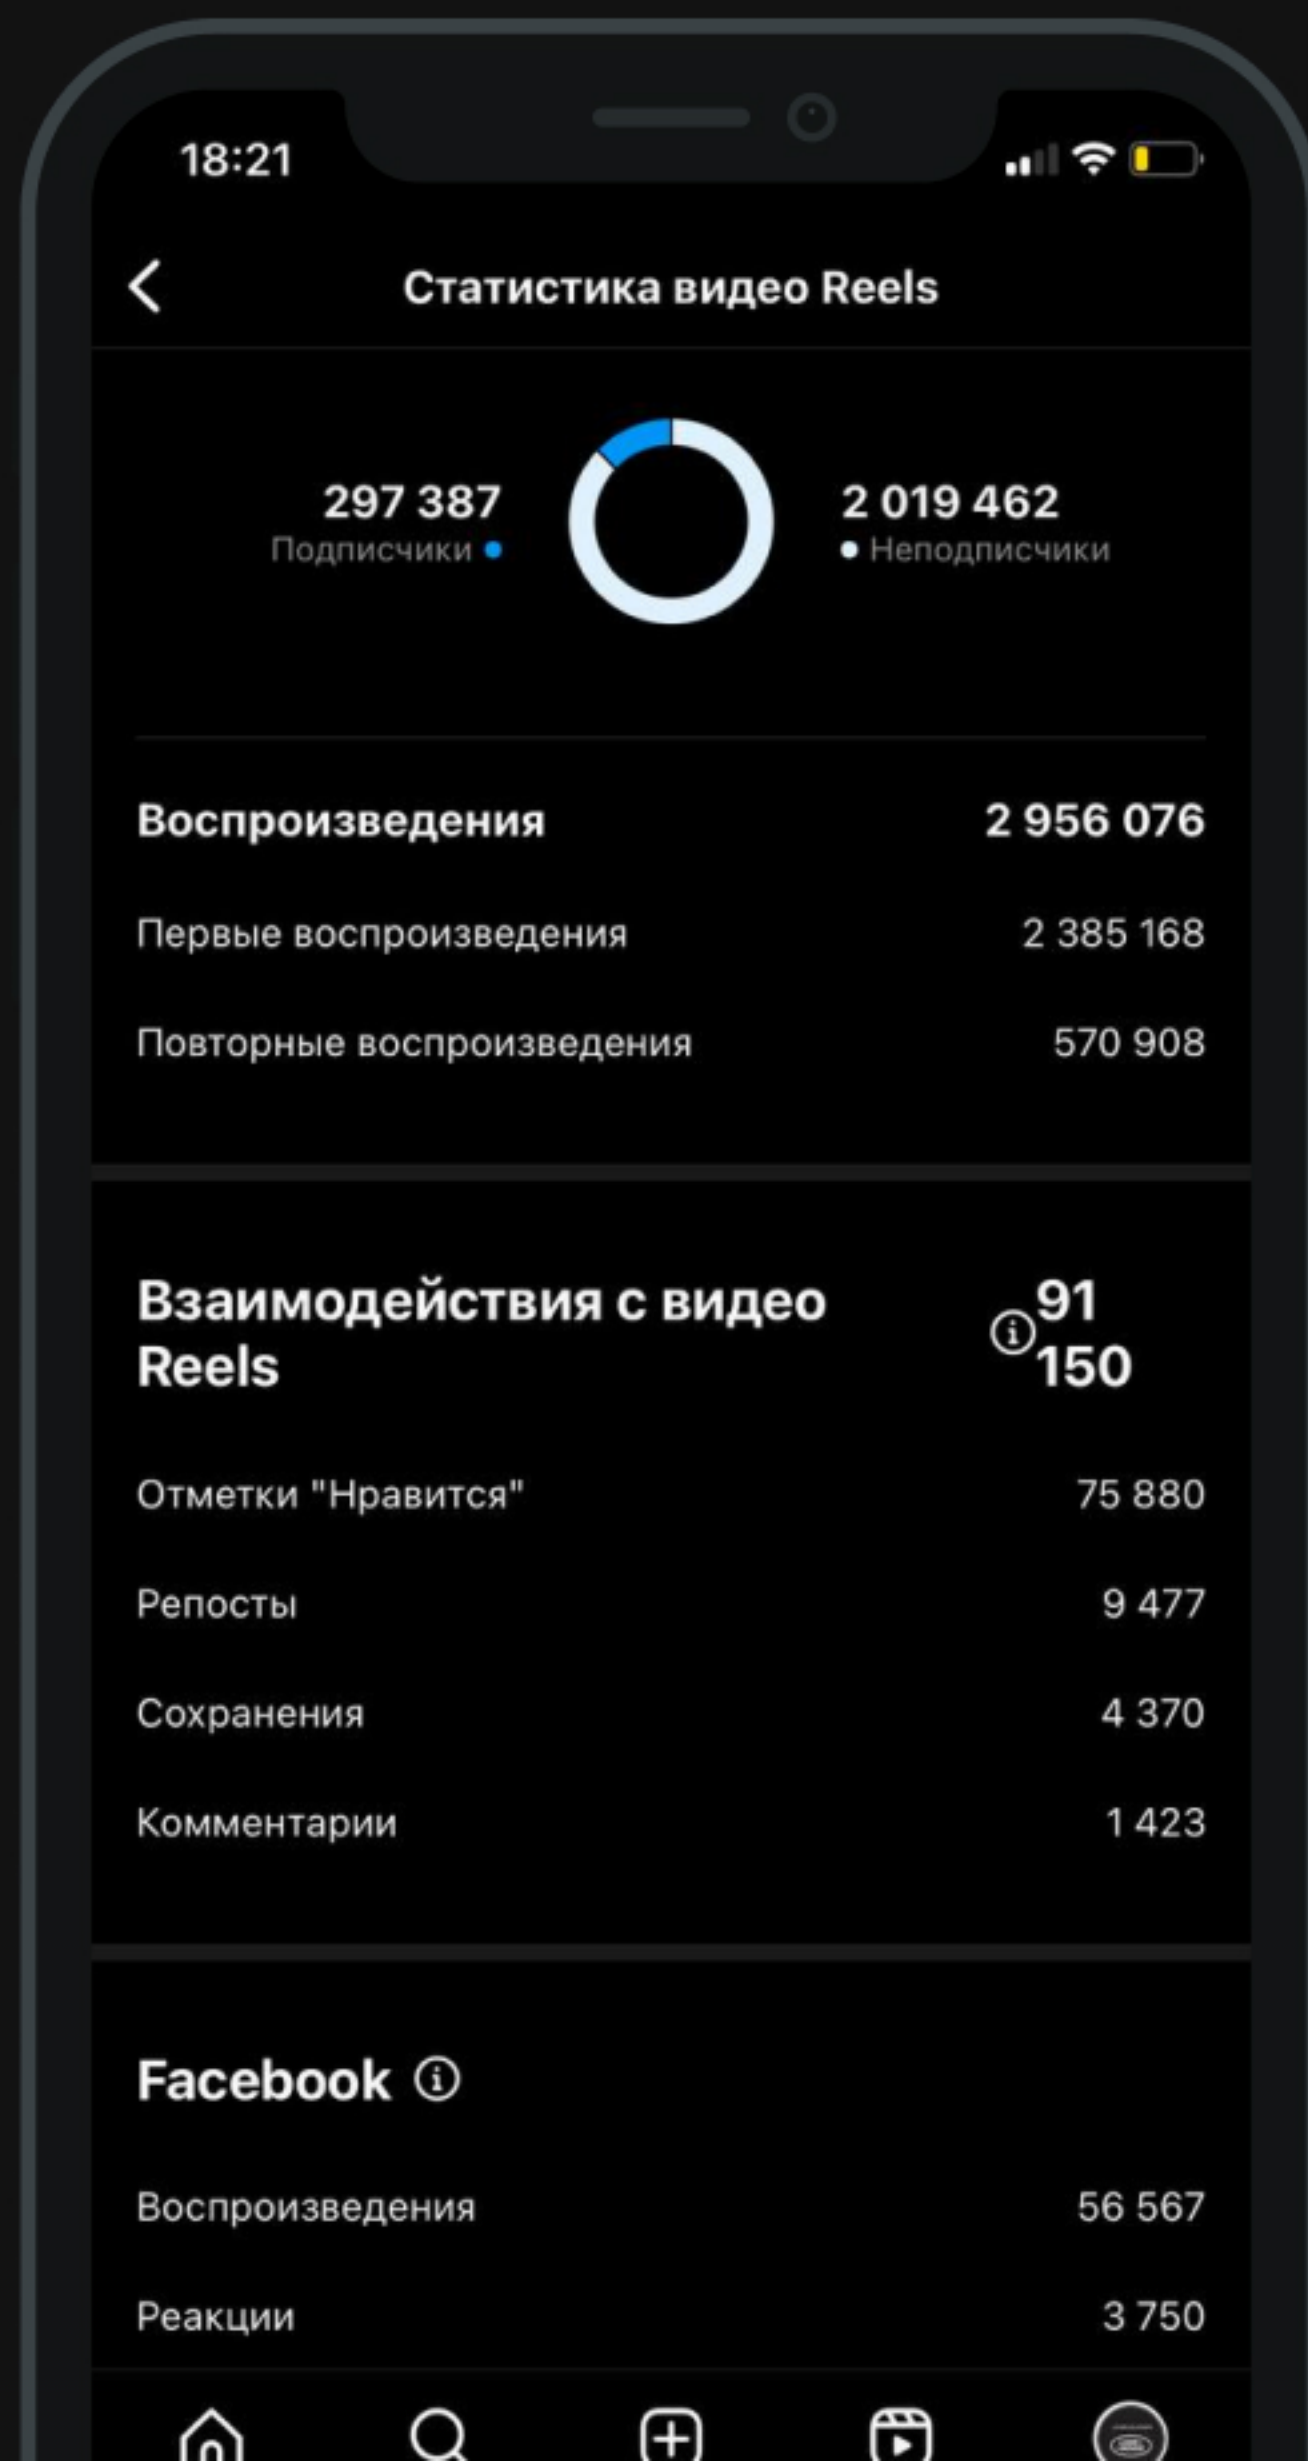 18:21
Статистика видео Reels
297 387
Подписчики
2 019 462
Неподписчики
Воспроизведения 2 956 076
Первые воспроизведения 2 385 168
Повторные воспроизведения 570 908
Взаимодействия с видео 91
Reels 150
Отметки "Нравится" 75 880
Репосты 9 477
Сохранения 4 370
Комментарии 1 423
Facebook
Воспроизведения 56 567
Реакции 3 750